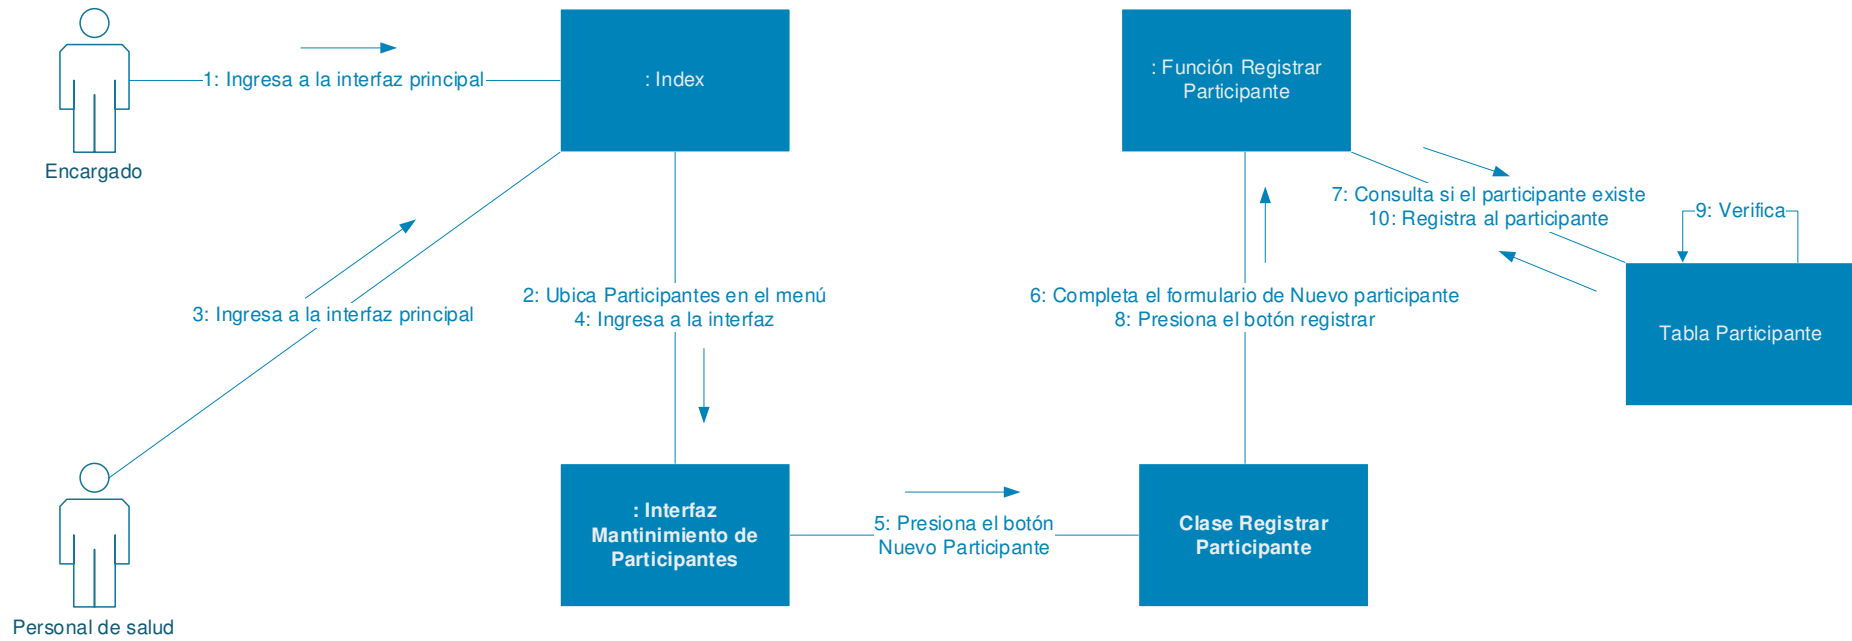 1: Ingresa a la interfaz principal
: Index
: Función Registrar
Participante
Encargado
7: Consulta si el participante existe
10: Registra al participante
9: Verifica
3: Ingresa a la interfaz principal
2: Ubica Participantes en el menú
4: Ingresa a la interfaz
6: Completa el formulario de Nuevo participante
8: Presiona el botón registrar
Tabla Participante
: Interfaz
Mantinimiento de
Participantes
5: Presiona el botón
Nuevo Participante
Clase Registrar
Participante
Personal de salud